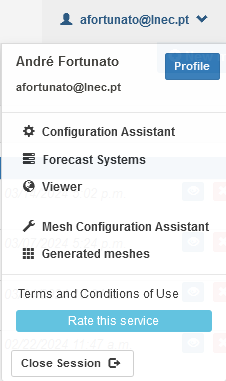 afortunato@lnec.pt
André Fortunato
Profile
afortunato@lnec.pt
Configuration Assistant
Forecast Systems
Viewer
Mesh Configuration Assistant
Generated meshes
Terms and Conditions of Use
Rate this service
Close Session